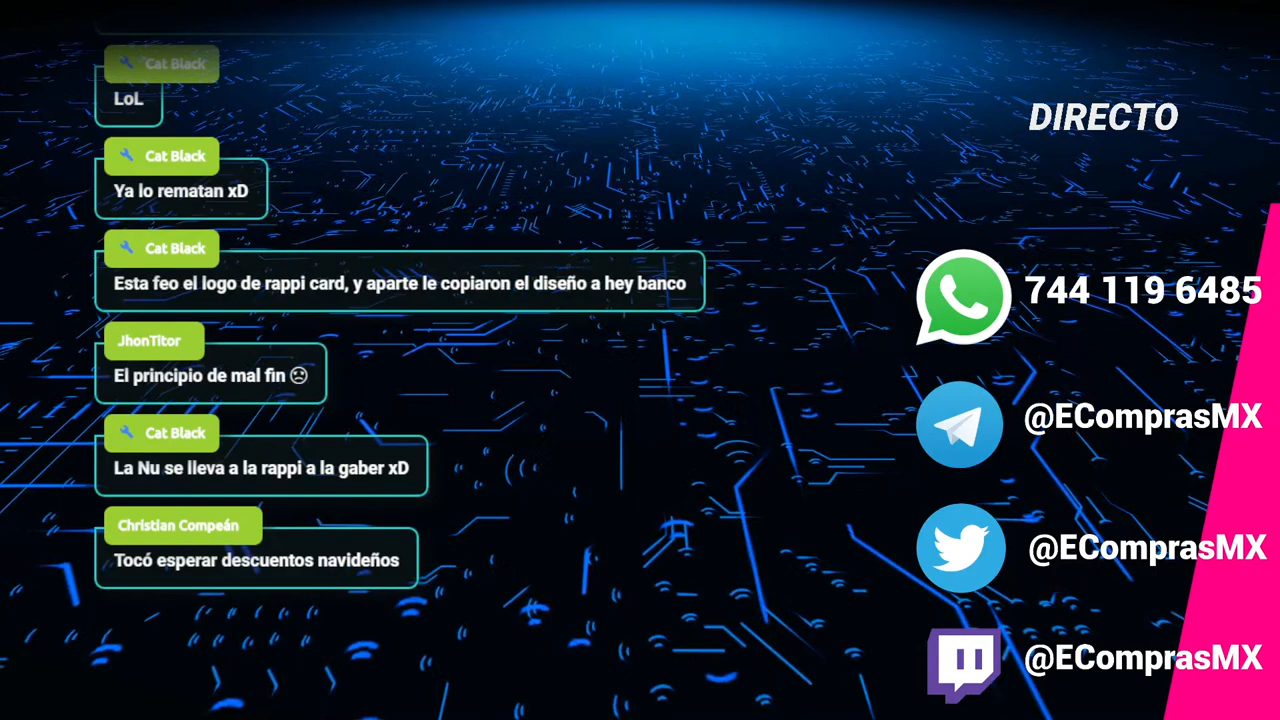 Cat Black
LoL
Cat Black
Ya lo rematan xD
Cat Black
Esta feo el logo de rappi card, y aparte le copiaron el diseño a hey banco
JhonTitor
El principio de mal fin ☹
Cat Black
La Nu se lleva a la rappi a la gaber xD
Christian Compeán
Tocó esperar descuentos navideños
DIRECTO
744 119 6485
@EComprasMX
@EComprasMX
@EComprasMX